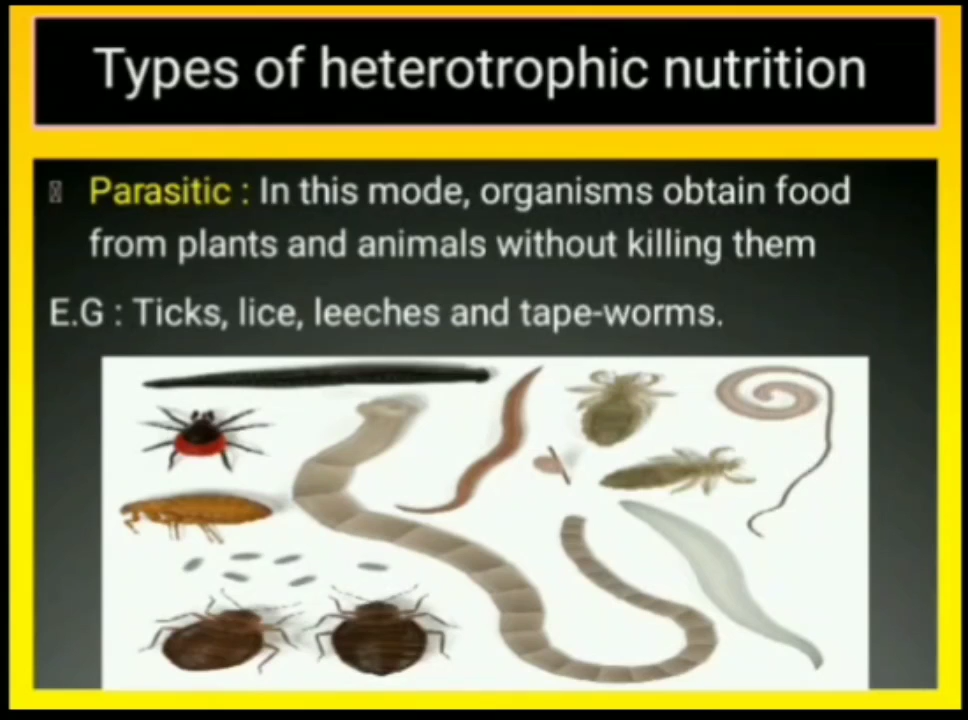 Types of heterotrophic nutrition
Parasitic : In this mode, organisms obtain food
from plants and animals without killing them
E.G : Ticks, lice, leeches and tape-worms.